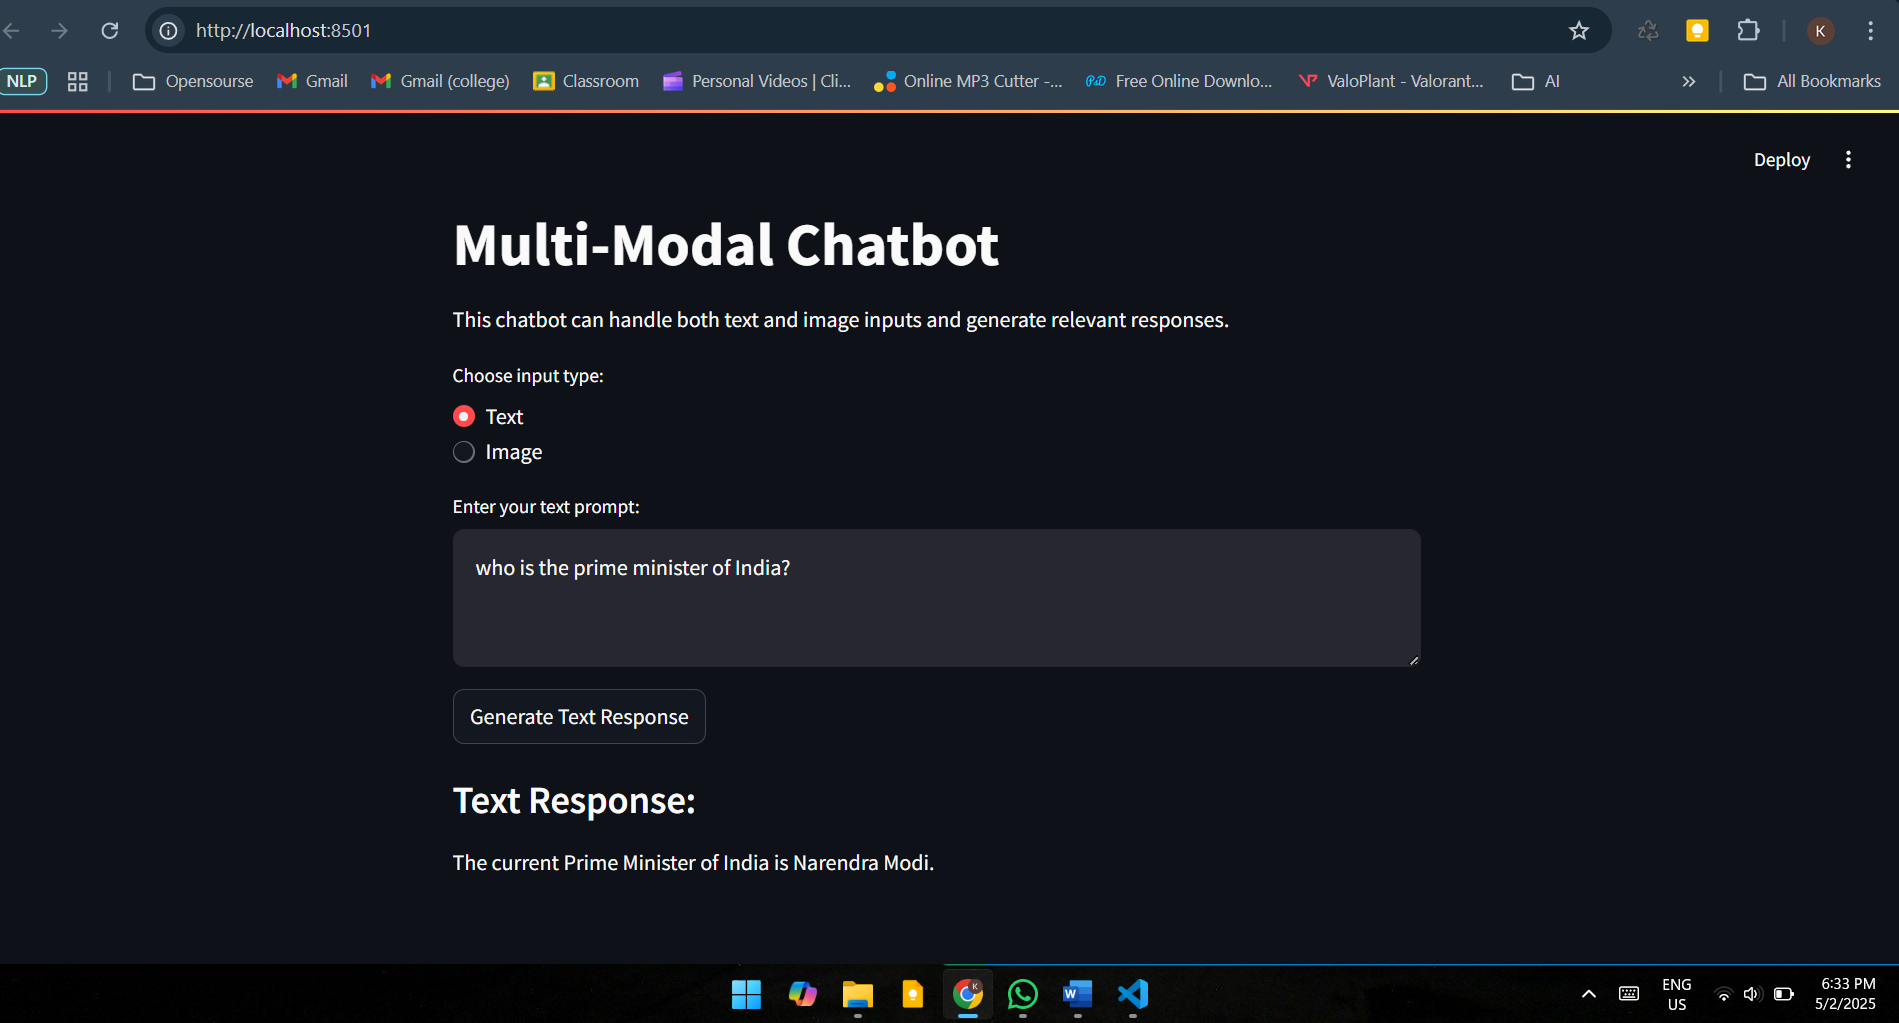 http://localhost:8501
K
NLP
Opensourse
Gmail
Gmail (college)
Classroom
Personal Videos | Cli...
Online MP3 Cutter -...
Free Online Downlo...
ValoPlant - Valorant...
AI
All Bookmarks
Deploy
Multi-Modal Chatbot
This chatbot can handle both text and image inputs and generate relevant responses.
Choose input type:
Text
Image
Enter your text prompt:
who is the prime minister of India?
Generate Text Response
Text Response:
The current Prime Minister of India is Narendra Modi.
ENG
US
6:33 PM
5/2/2025